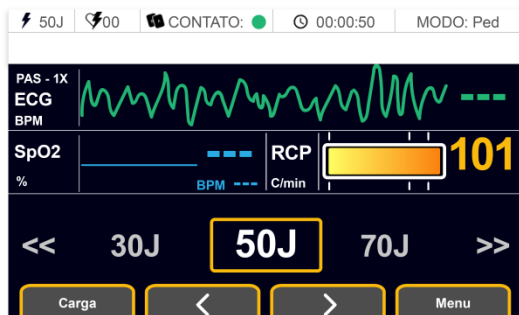 50J 00 CONTATO: 00:00:50 MODO: Ped
PAS - 1X
ECG
BPM
---
SpO2
%
---
BPM ---
RCP
C/min
101
<< 30J 50J 70J >>
Carga < > Menu